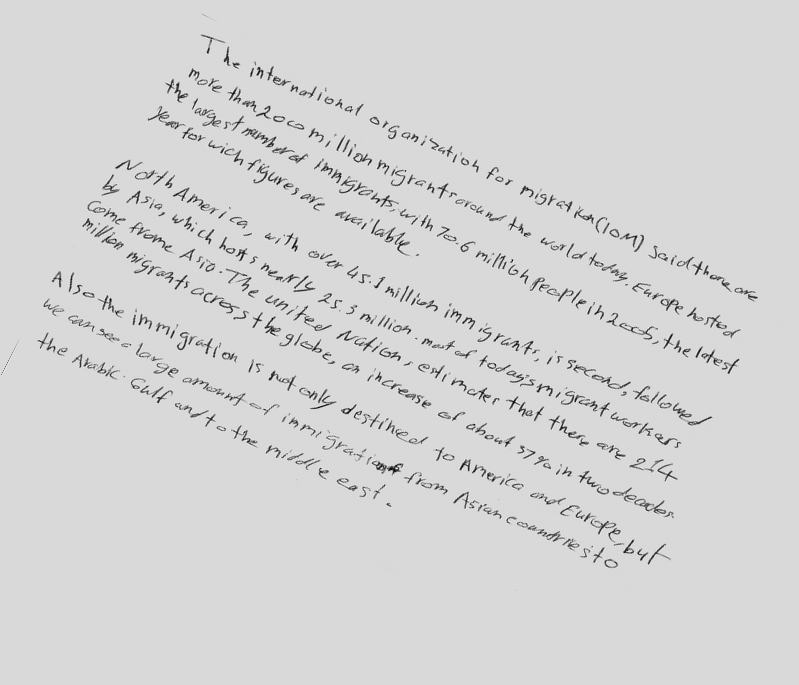 The international organization for migration (IOM) said there are
more than 2000 million migrants around the world today. Europe hosted
the largest number of immigrants, with 70.6 million people in 2005, the latest
year for wich figures are available.
North America, with over 45.1 million immigrants, is second, followed
by Asia, which hosts nearly 25.3 million. most of today's migrant workers
come frome Asia. The united Nations estimates that there are 214
million migrants across the globe, an increase of about 37% in two decades.
Also the immigration is not only destined to America and Europe, but
we can see a large amount of immigration from Asian countries to
the Arabic Gulf and to the middle east.